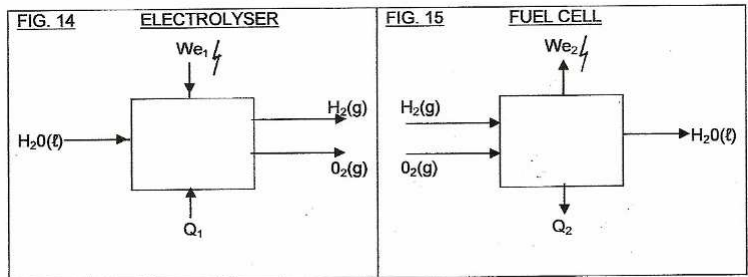 FIG. 14 ELECTROLYSER
We₁
H₂0(ℓ)
H₂(g)
0₂(g)
Q₁
FIG. 15 FUEL CELL
We₂
H₂(g)
0₂(g)
H₂0(ℓ)
Q₂